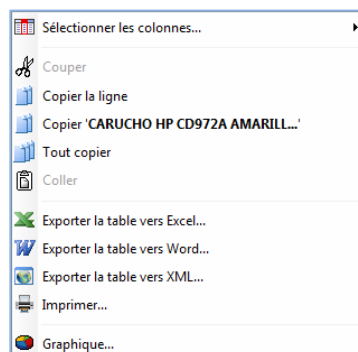 Sélectionner les colonnes...
Couper
Copier la ligne
Copier 'CARUCHO HP CD972A AMARILL...'
Tout copier
Coller
Exporter la table vers Excel...
Exporter la table vers Word...
Exporter la table vers XML...
Imprimer...
Graphique...